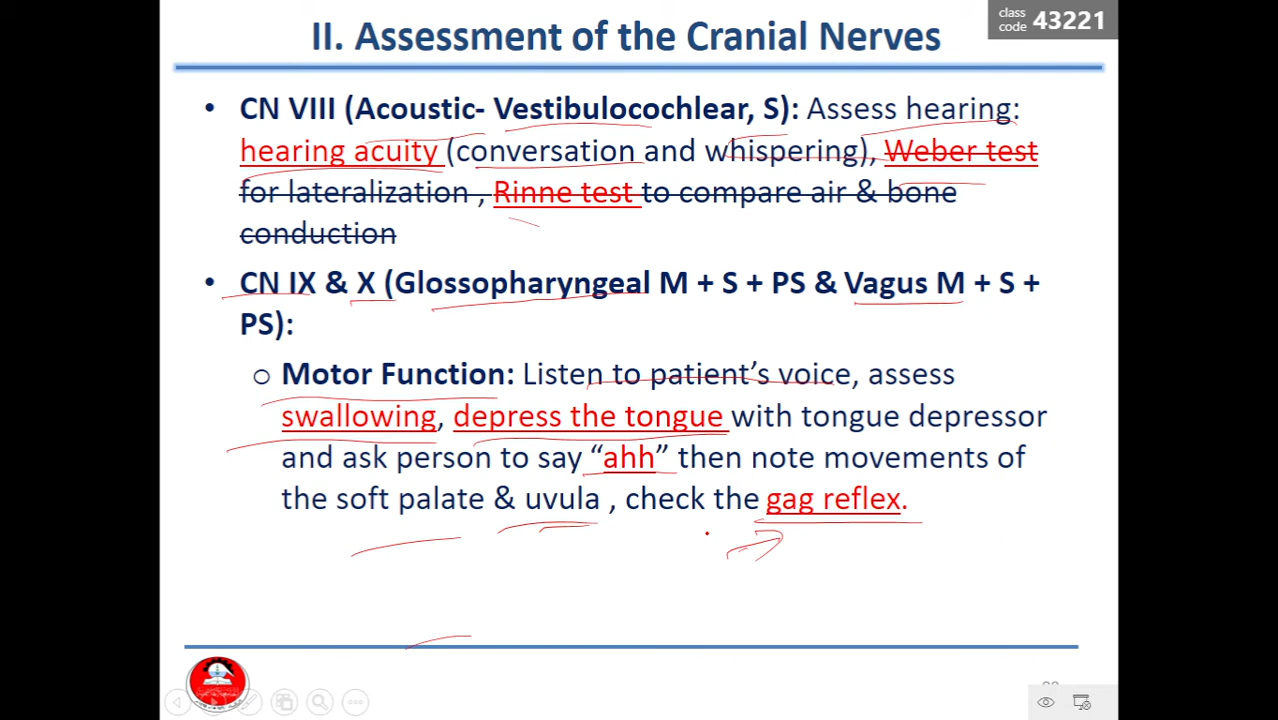 II. Assessment of the Cranial Nerves
class code 43221
• CN VIII (Acoustic- Vestibulocochlear, S): Assess hearing:
hearing acuity (conversation and whispering), Weber test
for lateralization , Rinne test to compare air & bone
conduction
• CN IX & X (Glossopharyngeal M + S + PS & Vagus M + S +
PS):
o Motor Function: Listen to patient’s voice, assess
swallowing, depress the tongue with tongue depressor
and ask person to say “ahh” then note movements of
the soft palate & uvula , check the gag reflex.